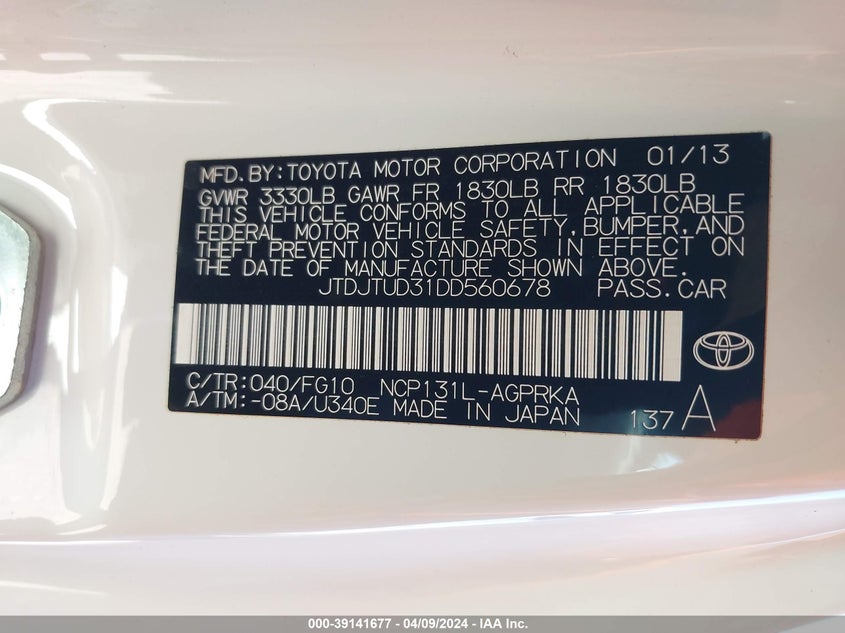 MFD.BY:TOYOTA MOTOR CORPORATION 01/13
GVWR 3330LB GAWR FR 1830LB RR 1830LB
THIS VEHICLE CONFORMS TO ALL APPLICABLE
FEDERAL MOTOR VEHICLE SAFETY,BUMPER,AND
THEFT PREVENTION STANDARDS IN EFFECT ON
THE DATE OF MANUFACTURE SHOWN ABOVE.
JTDJTUD31DD560678 PASS.CAR
C/TR:040/FG10 NCP131L-AGPRKA
A/TM:-08A/U340E MADE IN JAPAN 137A
000-39141677 - 04/09/2024 - IAA Inc.